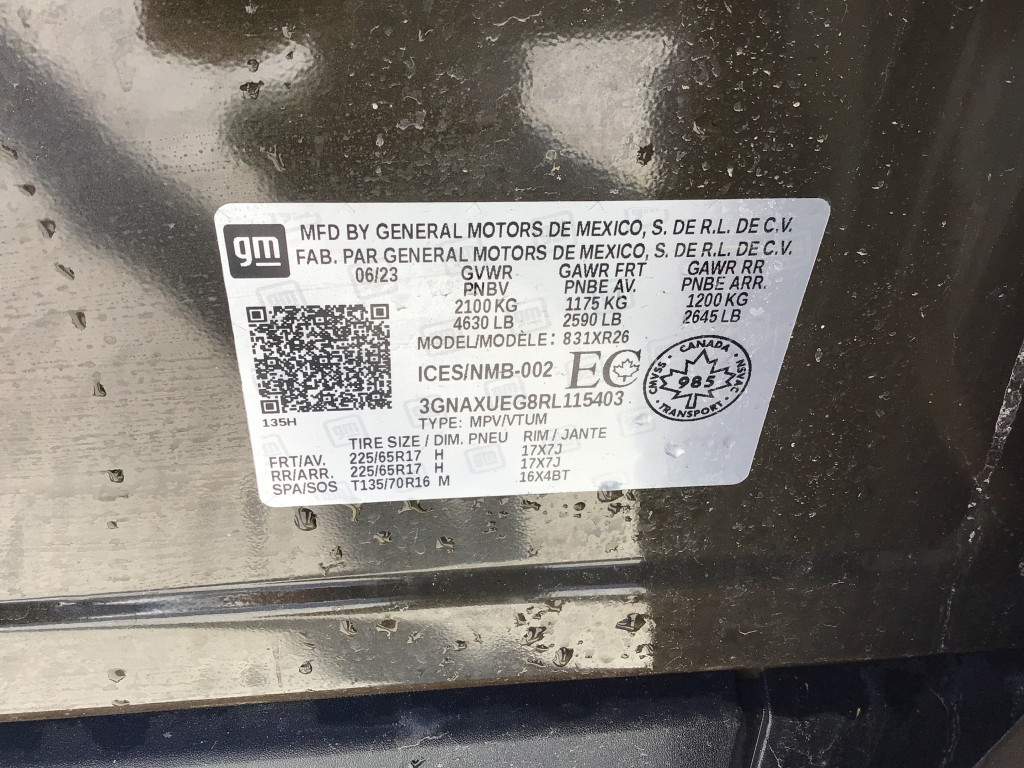 gm
MFD BY GENERAL MOTORS DE MEXICO, S. DE R.L. DE C.V.
FAB. PAR GENERAL MOTORS DE MEXICO, S. DE R.L. DE C.V.
06/23 GVWR GAWR FRT GAWR RR
PNBV PNBE AV. PNBE ARR.
2100 KG 1175 KG 1200 KG
4630 LB 2590 LB 2645 LB
MODEL/MODÈLE: 831XR26
ICES/NMB-002 EC
CANADA
CMVSS 985 NSVAC
TRANSPORT
3GNAXUEG8RL115403
135H
TYPE: MPV/VTUM
TIRE SIZE / DIM. PNEU RIM / JANTE
FRT/AV. 225/65R17 H 17X7J
RR/ARR. 225/65R17 H 17X7J
SPA/SOS T135/70R16 M 16X4BT